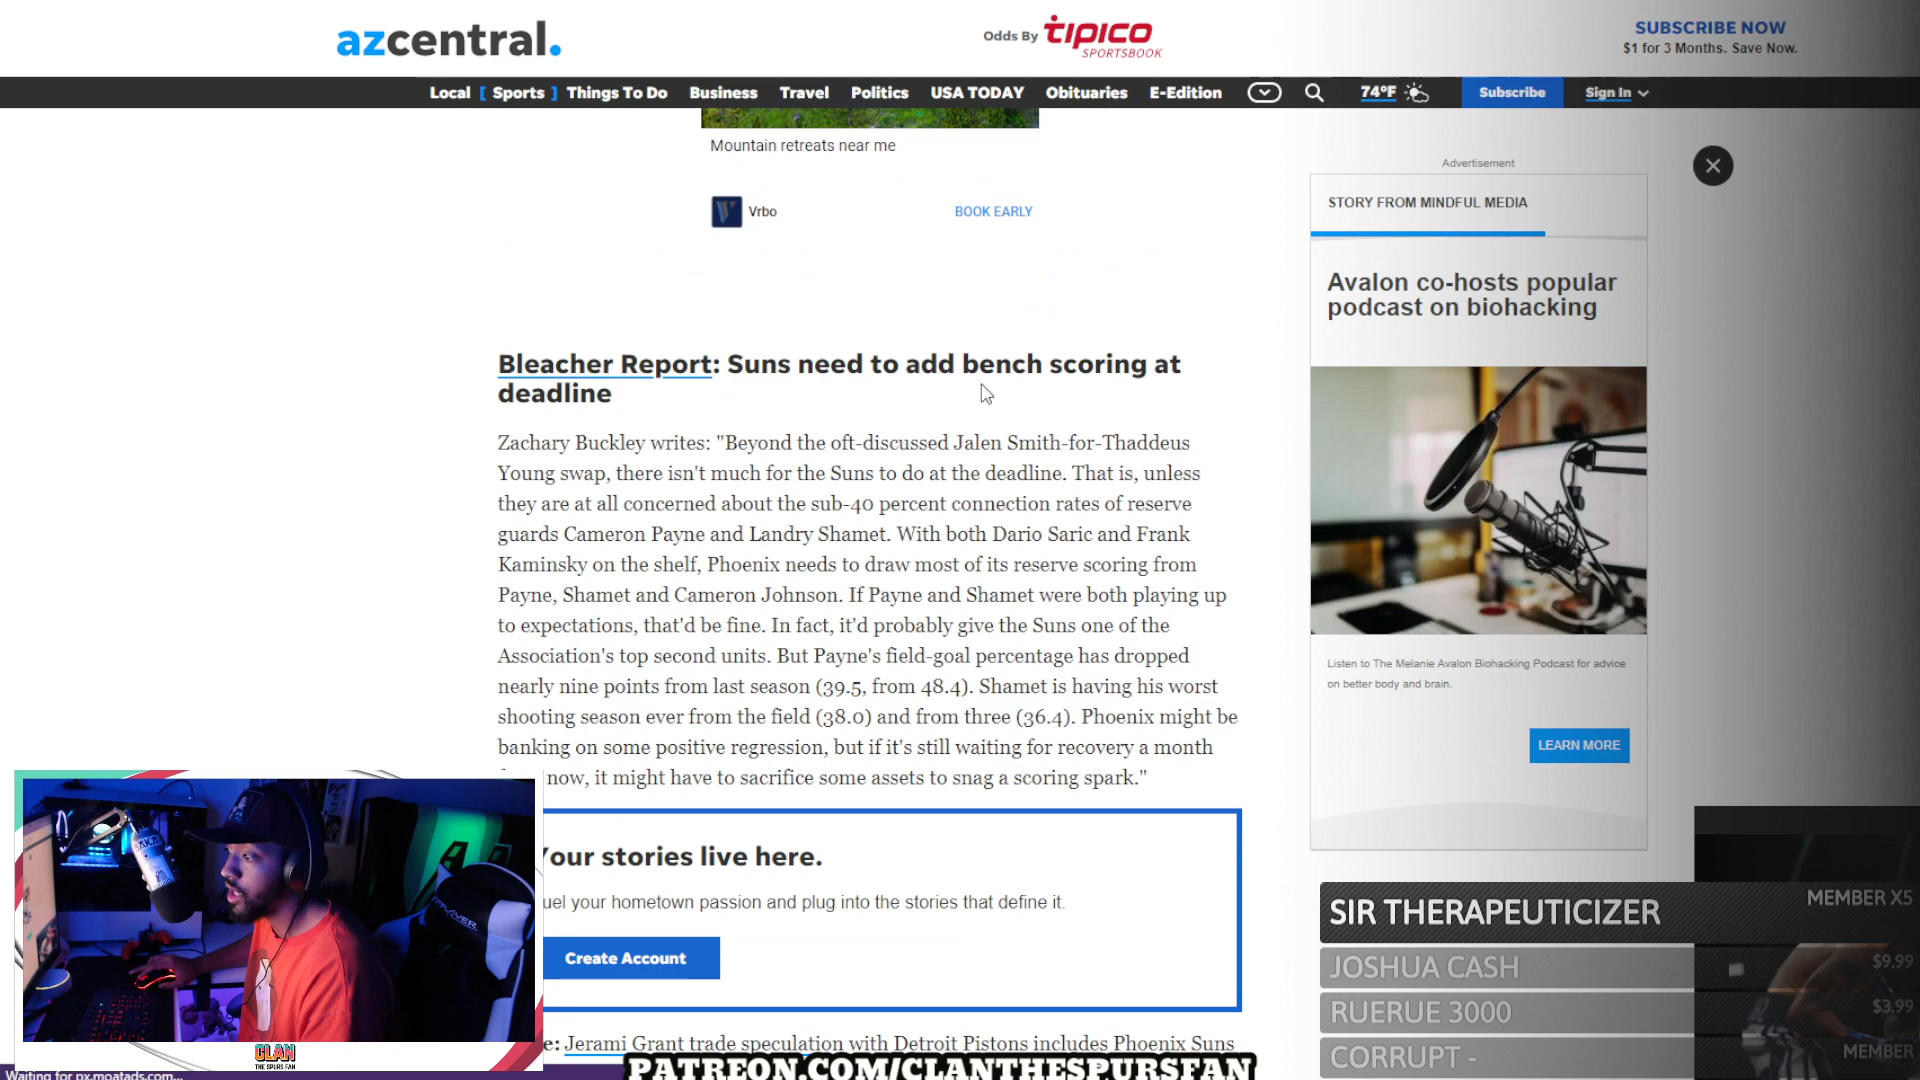 azcentral.
Odds By tipico SPORTSBOOK
SUBSCRIBE NOW
$1 for 3 Months. Save Now.
Local [ Sports ] Things To Do Business Travel Politics USA TODAY Obituaries E-Edition 74°F Subscribe Sign In
Mountain retreats near me
Vrbo BOOK EARLY
Bleacher Report: Suns need to add bench scoring at
deadline
Zachary Buckley writes: "Beyond the oft-discussed Jalen Smith-for-Thaddeus
Young swap, there isn't much for the Suns to do at the deadline. That is, unless
they are at all concerned about the sub-40 percent connection rates of reserve
guards Cameron Payne and Landry Shamet. With both Dario Saric and Frank
Kaminsky on the shelf, Phoenix needs to draw most of its reserve scoring from
Payne, Shamet and Cameron Johnson. If Payne and Shamet were both playing up
to expectations, that'd be fine. In fact, it'd probably give the Suns one of the
Association's top second units. But Payne's field-goal percentage has dropped
nearly nine points from last season (39.5, from 48.4). Shamet is having his worst
shooting season ever from the field (38.0) and from three (36.4). Phoenix might be
banking on some positive regression, but if it's still waiting for recovery a month
now, it might have to sacrifice some assets to snag a scoring spark."
Your stories live here.
uel your hometown passion and plug into the stories that define it.
Create Account
e: Jerami Grant trade speculation with Detroit Pistons includes Phoenix Suns
Advertisement
STORY FROM MINDFUL MEDIA
Avalon co-hosts popular
podcast on biohacking
Listen to The Melanie Avalon Biohacking Podcast for advice
on better body and brain.
LEARN MORE
SIR THERAPEUTICIZER MEMBER X5
JOSHUA CASH $9.99
RUERUE 3000 $3.99
CORRUPT - MEMBER
CLAN
THE SPURS FAN
PATREON.COM/CLANTHESPURSFAN
Waiting for px.moatads.com...